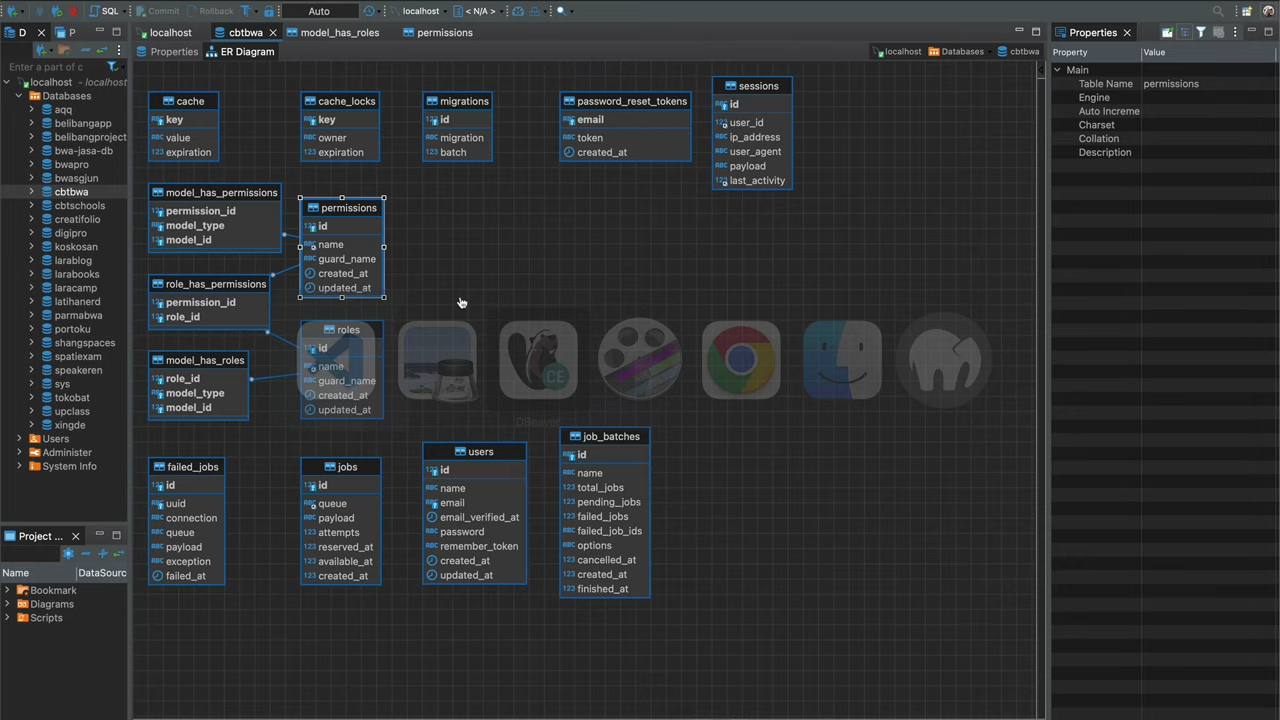 SQL
Commit
Rollback
Auto
localhost
< N/A >
D
P
localhost
cbtbwa
model_has_roles
permissions
Properties
Properties
ER Diagram
localhost
Databases
cbtbwa
Enter a part of c
localhost
Databases
aqq
belibangapp
belibangproject
bwa-jasa-db
bwapro
bwasgjun
cbtbwa
cbtschools
creatifolio
digipro
koskosan
larablog
larabooks
laracamp
latihanerd
parmabwa
portoku
shangspaces
spatiexam
speakeren
sys
tokobat
upclass
xingde
Users
Administer
System Info
Project ...
Name
DataSourc
Bookmark
Diagrams
Scripts
cache
key
value
expiration
cache_locks
key
owner
expiration
migrations
id
migration
batch
password_reset_tokens
email
token
created_at
sessions
id
user_id
ip_address
user_agent
payload
last_activity
model_has_permissions
permission_id
model_type
model_id
permissions
id
name
guard_name
created_at
updated_at
role_has_permissions
permission_id
role_id
roles
id
name
guard_name
created_at
updated_at
model_has_roles
role_id
model_type
model_id
CE
DBeaver
failed_jobs
id
uuid
connection
queue
payload
exception
failed_at
jobs
id
queue
payload
attempts
reserved_at
available_at
created_at
users
id
name
email
email_verified_at
password
remember_token
created_at
updated_at
job_batches
id
name
total_jobs
pending_jobs
failed_jobs
failed_job_ids
options
cancelled_at
created_at
finished_at
Property
Value
Main
Table Name
permissions
Engine
Auto Increme
Charset
Collation
Description